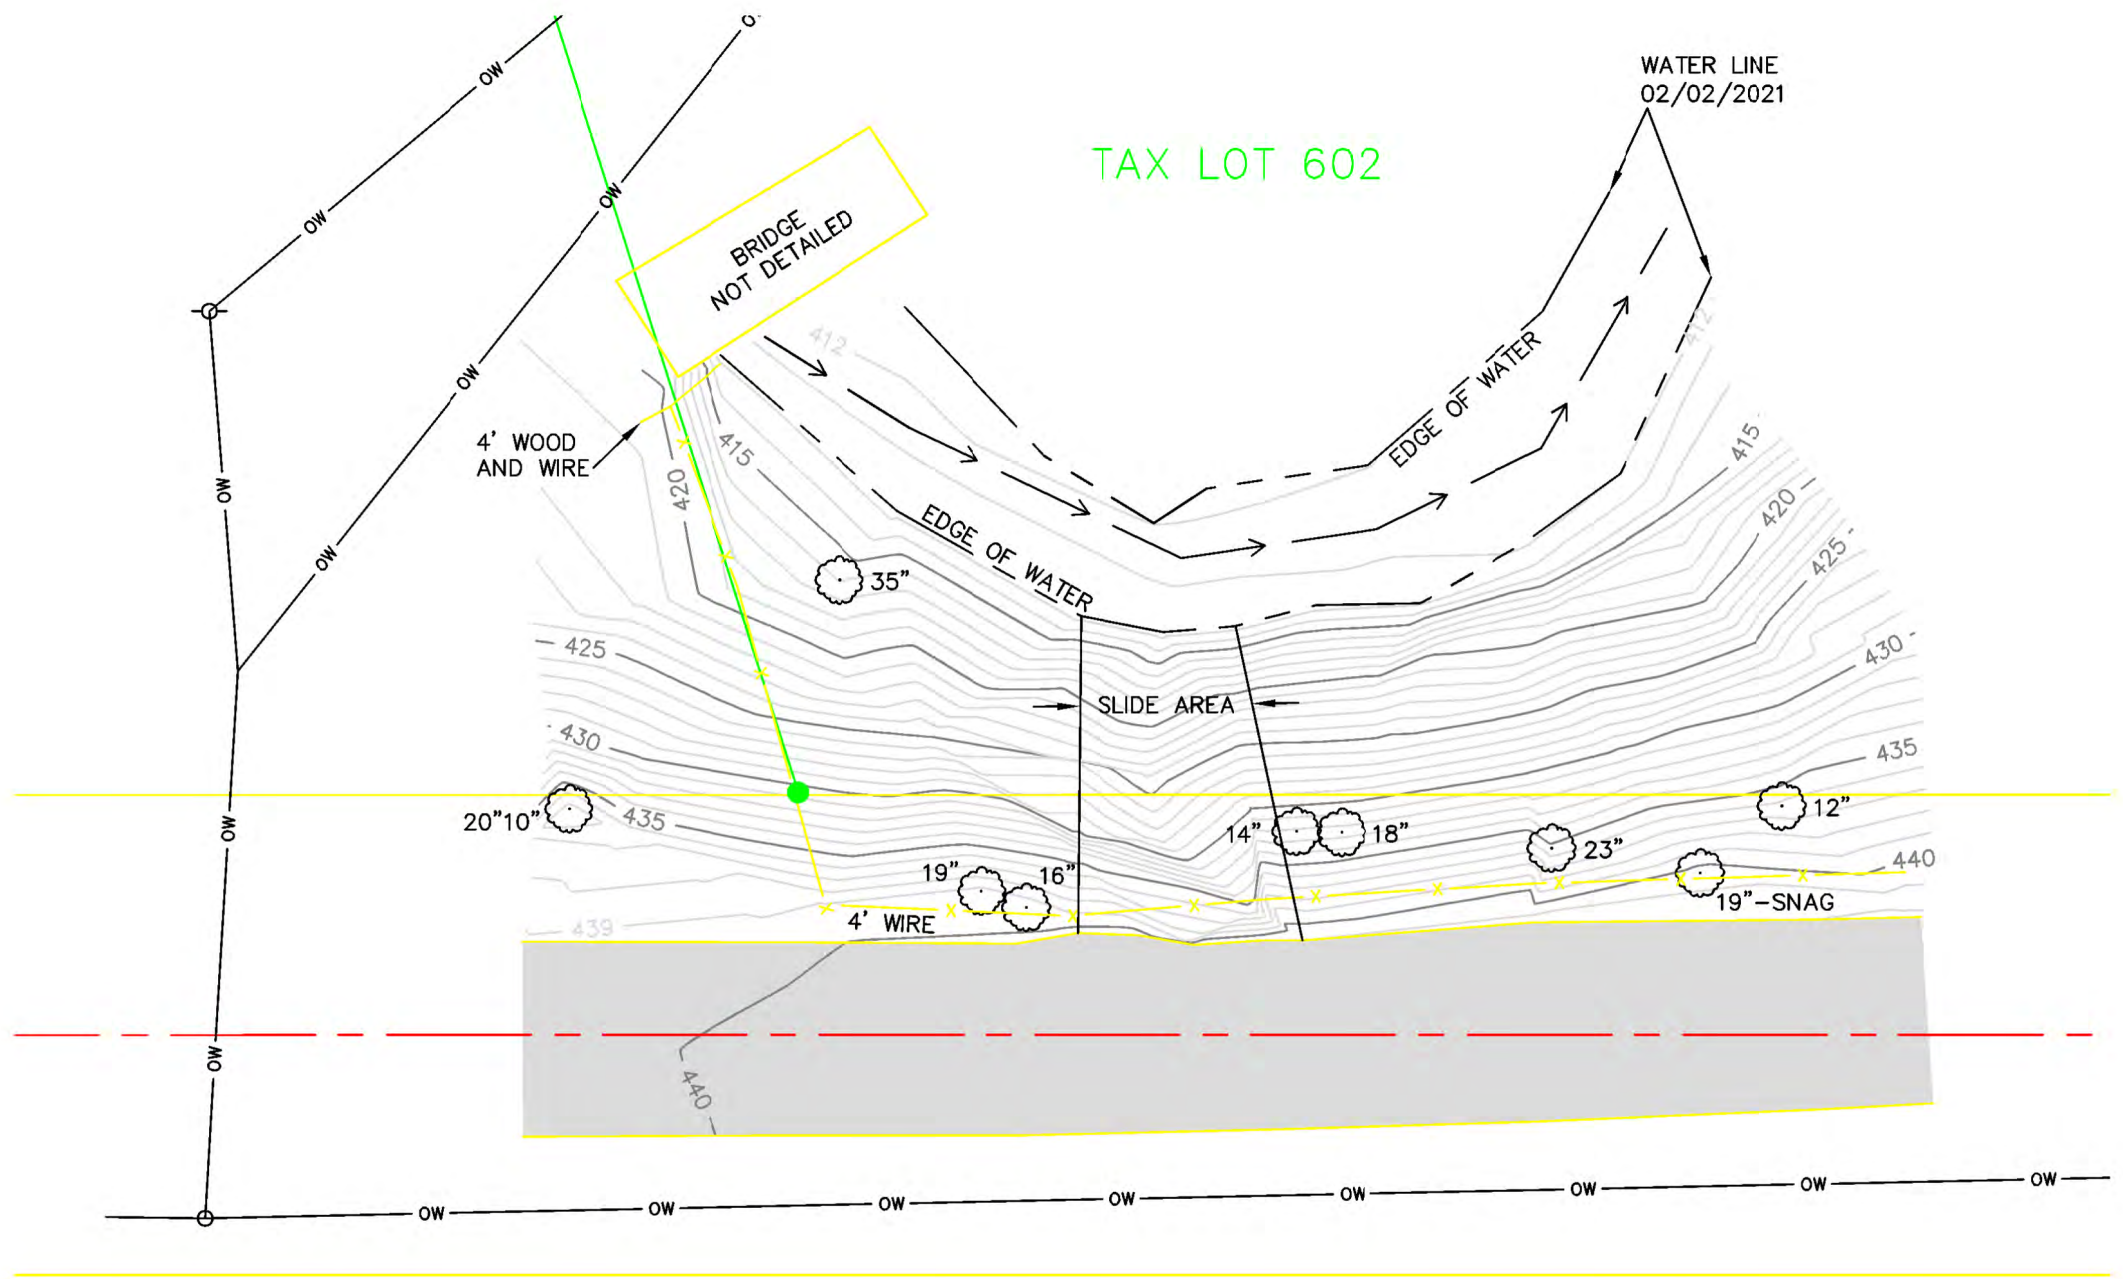 OW
OW
WATER LINE
02/02/2021
TAX LOT 602
OW
OW
BRIDGE
NOT DETAILED
412
412
OW
EDGE OF WATER
4' WOOD
AND WIRE
415
415
420
420
OW
OW
EDGE OF WATER
425
35"
425
430
430
SLIDE AREA
435
20"10"
435
14"
18"
12"
OW
23"
440
19"
16"
19"-SNAG
4' WIRE
439
OW
440
OW
OW
OW
OW
OW
OW
OW
OW